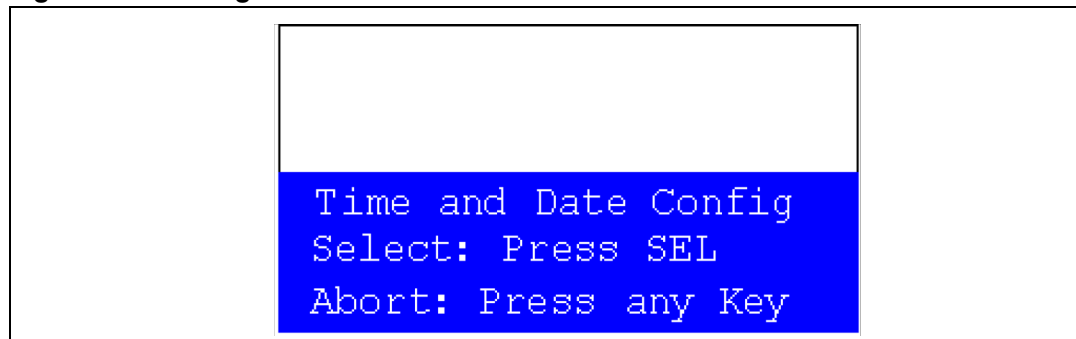 Time and Date Config
Select: Press SEL
Abort: Press any Key